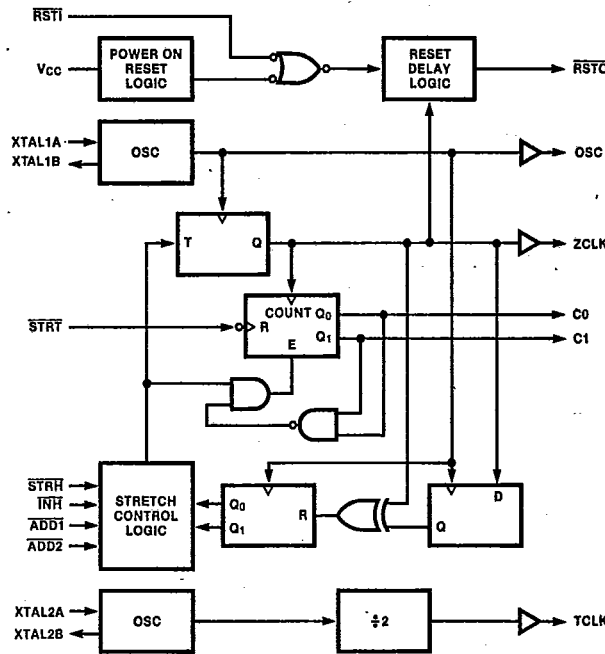 RSTI
VCC
POWER ON
RESET
LOGIC
RESET
DELAY
LOGIC
RSTO
XTAL1A
XTAL1B
OSC
OSC
T
Q
ZCLK
STRT
COUNT
Q0
R
Q1
E
C0
C1
STRH
INH
ADD1
ADD2
STRETCH
CONTROL
LOGIC
Q0
Q1
R
D
Q
XTAL2A
XTAL2B
OSC
÷2
TCLK